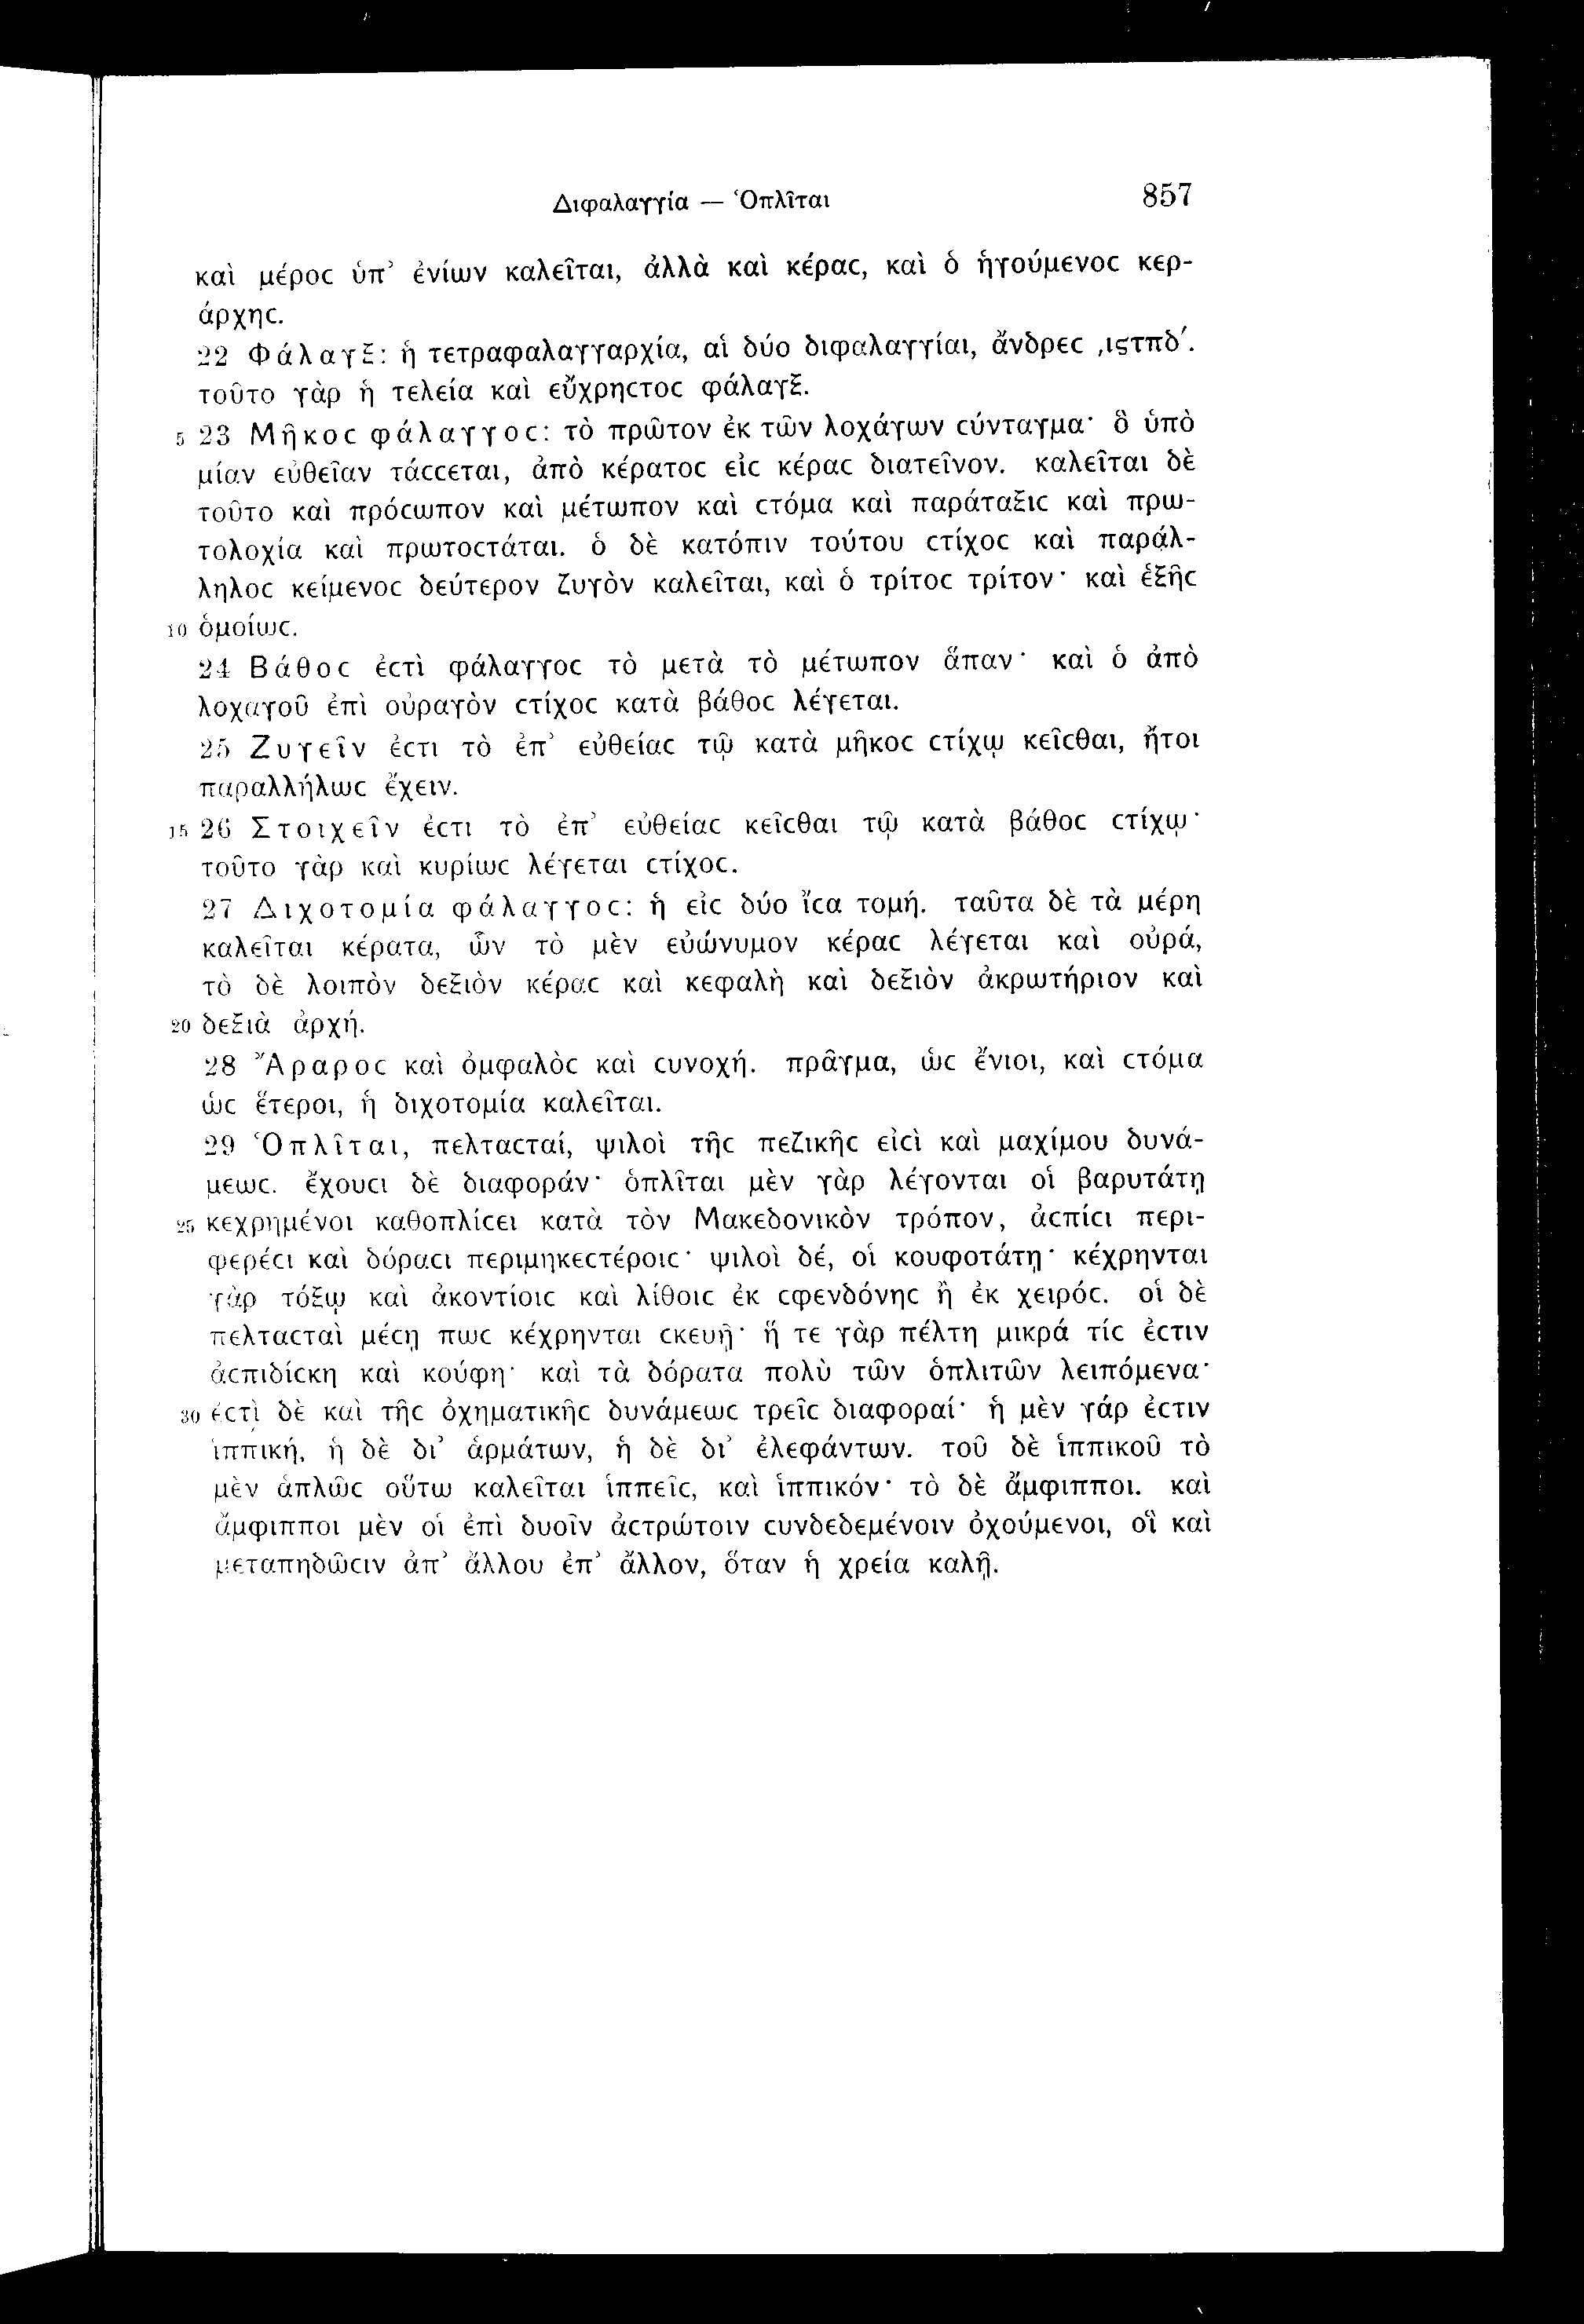 Διφαλαγγία — Ὁπλῖται 857
καὶ μέροϲ ὑπ’ ἐνίων καλεῖται, ἀλλὰ καὶ κέραϲ, καὶ ὁ ἡγούμενοϲ κερ-
άρχηϲ.
22 Φάλαγξ: ἡ τετραφαλαγγαρχία, αἱ δύο διφαλαγγίαι, ἄνδρεϲ ͵ιϛτπδ΄.
τοῦτο γὰρ ἡ τελεία καὶ εὔχρηϲτοϲ φάλαγξ.
5 23 Μῆκοϲ φάλαγγοϲ: τὸ πρῶτον ἐκ τῶν λοχάγων ϲύνταγμα· ὃ ὑπὸ
μίαν εὐθεῖαν τάϲϲεται, ἀπὸ κέρατοϲ εἰϲ κέραϲ διατεῖνον. καλεῖται δὲ
τοῦτο καὶ πρόϲωπον καὶ μέτωπον καὶ ϲτόμα καὶ παράταξιϲ καὶ πρω-
τολοχία καὶ πρωτοϲτάται. ὁ δὲ κατόπιν τούτου ϲτίχοϲ καὶ παράλ-
ληλοϲ κείμενοϲ δεύτερον ζυγὸν καλεῖται, καὶ ὁ τρίτοϲ τρίτον· καὶ ἑξῆϲ
10 ὁμοίωϲ.
24 Βάθοϲ ἐϲτὶ φάλαγγοϲ τὸ μετὰ τὸ μέτωπον ἅπαν· καὶ ὁ ἀπὸ
λοχαγοῦ ἐπὶ οὐραγὸν ϲτίχοϲ κατὰ βάθοϲ λέγεται.
25 Ζυγεῖν ἐϲτι τὸ ἐπ’ εὐθείαϲ τῷ κατὰ μῆκοϲ ϲτίχῳ κεῖϲθαι, ἤτοι
παραλλήλωϲ ἔχειν.
15 26 Στοιχεῖν ἐϲτι τὸ ἐπ’ εὐθείαϲ κεῖϲθαι τῷ κατὰ βάθοϲ ϲτίχῳ·
τοῦτο γὰρ καὶ κυρίωϲ λέγεται ϲτίχοϲ.
27 Διχοτομία φάλαγγοϲ: ἡ εἰϲ δύο ἴϲα τομή. ταῦτα δὲ τὰ μέρη
καλεῖται κέρατα, ὧν τὸ μὲν εὐώνυμον κέραϲ λέγεται καὶ οὐρά,
τὸ δὲ λοιπὸν δεξιὸν κέραϲ καὶ κεφαλὴ καὶ δεξιὸν ἀκρωτήριον καὶ
20 δεξιὰ ἀρχή.
28 Ἄραροϲ καὶ ὀμφαλὸϲ καὶ ϲυνοχή. πρᾶγμα, ὡϲ ἔνιοι, καὶ ϲτόμα
ὡϲ ἕτεροι, ἡ διχοτομία καλεῖται.
29 Ὁπλῖται, πελταϲταί, ψιλοὶ τῆϲ πεζικῆϲ εἰϲὶ καὶ μαχίμου δυνά-
μεωϲ. ἔχουϲι δὲ διαφοράν· ὁπλῖται μὲν γὰρ λέγονται οἱ βαρυτάτῃ
25 κεχρημένοι καθοπλίϲει κατὰ τὸν Μακεδονικὸν τρόπον, ἀϲπίϲι περι-
φερέϲι καὶ δόραϲι περιμηκεϲτέροιϲ· ψιλοὶ δέ, οἱ κουφοτάτῃ· κέχρηνται
γὰρ τόξῳ καὶ ἀκοντίοιϲ καὶ λίθοιϲ ἐκ ϲφενδόνηϲ ἢ ἐκ χειρόϲ. οἱ δὲ
πελταϲταὶ μέϲῃ πωϲ κέχρηνται ϲκευῇ· ἥ τε γὰρ πέλτη μικρά τίϲ ἐϲτιν
ἀϲπιδίϲκη καὶ κούφη· καὶ τὰ δόρατα πολὺ τῶν ὁπλιτῶν λειπόμενα·
30 ἐϲτὶ δὲ καὶ τῆϲ ὀχηματικῆϲ δυνάμεωϲ τρεῖϲ διαφοραί· ἡ μὲν γάρ ἐϲτιν
ἱππική, ἡ δὲ δι’ ἁρμάτων, ἡ δὲ δι’ ἐλεφάντων. τοῦ δὲ ἱππικοῦ τὸ
μὲν ἁπλῶϲ οὕτω καλεῖται ἱππεῖϲ, καὶ ἱππικόν· τὸ δὲ ἄμφιπποι. καὶ
ἄμφιπποι μὲν οἱ ἐπὶ δυοῖν ἀϲτρώτοιν ϲυνδεδεμένοιν ὀχούμενοι, οἳ καὶ
μεταπηδῶϲιν ἀπ’ ἄλλου ἐπ’ ἄλλον, ὅταν ἡ χρεία καλῇ.